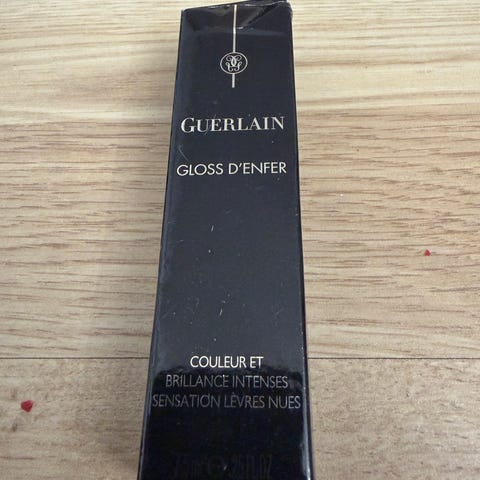 GUERLAIN
GLOSS D'ENFER
COULEUR ET
BRILLANCE INTENSES
SENSATION LÈVRES NUES